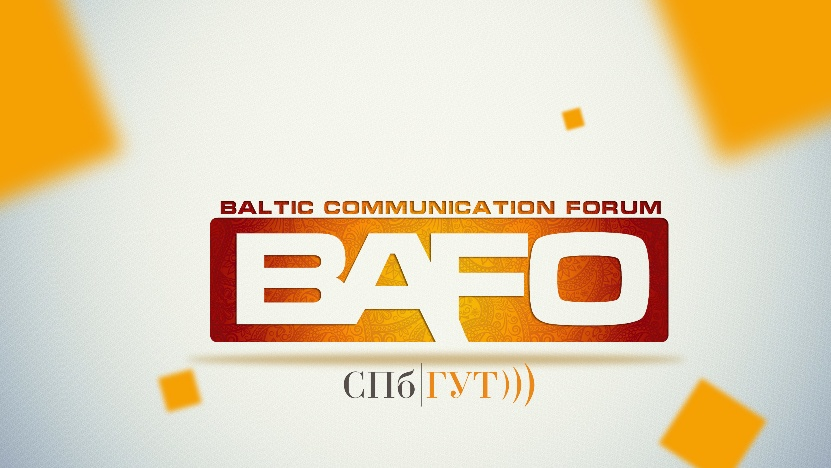 BALTIC COMMUNICATION FORUM
BAFO
СПб|ГУТ)))